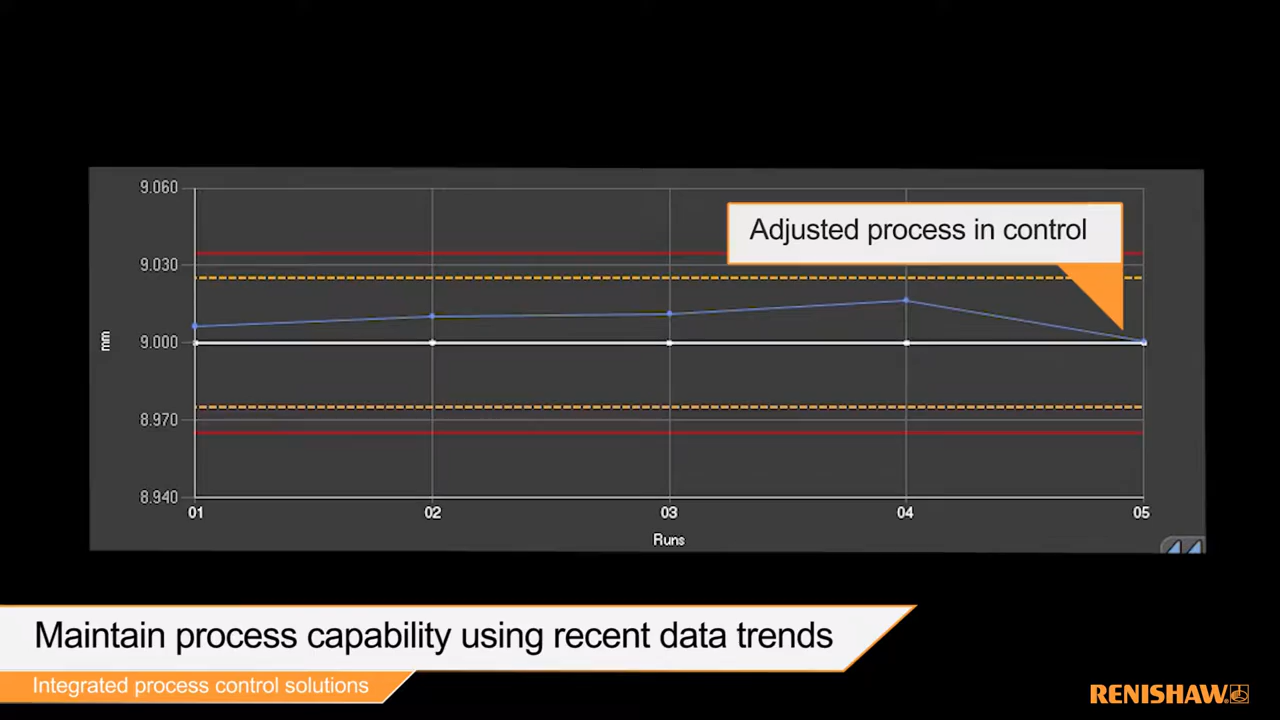 9.060
Adjusted process in control
9.030
mm
9.000
8.970
8.940
01 02 03 04 05
Runs
Maintain process capability using recent data trends
Integrated process control solutions
RENISHAW